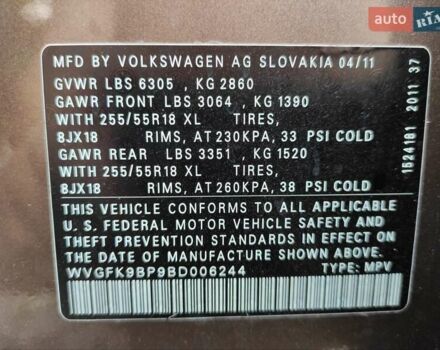 auto RIA
MFD BY VOLKSWAGEN AG SLOVAKIA 04/11
GVWR LBS 6305 , KG 2860
GAWR FRONT LBS 3064 , KG 1390
WITH 255/55R18 XL TIRES,
8JX18 RIMS, AT 230KPA, 33 PSI COLD
GAWR REAR LBS 3351 , KG 1520
WITH 255/55R18 XL TIRES,
8JX18 RIMS, AT 260KPA, 38 PSI COLD
THIS VEHICLE CONFORMS TO ALL APPLICABLE
U. S. FEDERAL MOTOR VEHICLE SAFETY AND
THEFT PREVENTION STANDARDS IN EFFECT ON
THE DATE OF MANUFACTURE SHOWN ABOVE.
WVGFK9BP9BD006244 TYPE: MPV
1524181 2011 37